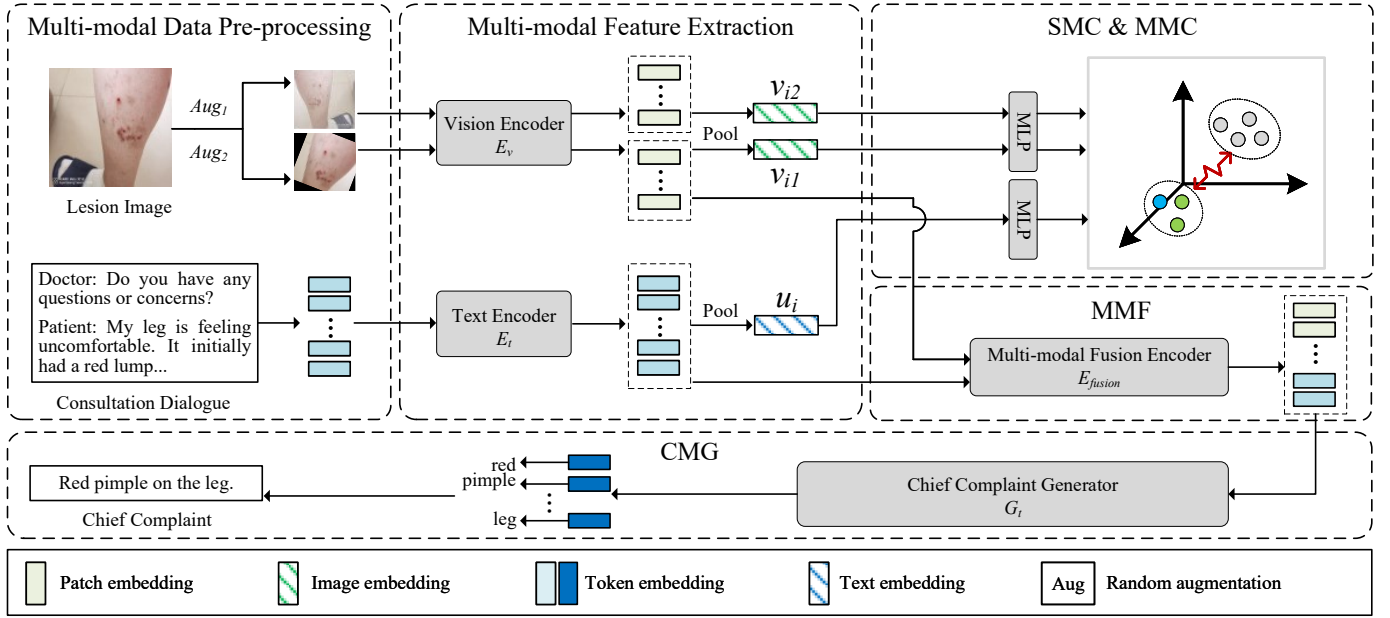 Multi-modal Data Pre-processing
Aug1
Aug2
Lesion Image
Doctor: Do you have any
questions or concerns?
Patient: My leg is feeling
uncomfortable. It initially
had a red lump...
Consultation Dialogue
Multi-modal Feature Extraction
Vision Encoder
Ev
Pool
vi2
vi1
Text Encoder
Et
Pool
ui
SMC & MMC
MLP
MLP
MMF
Multi-modal Fusion Encoder
Efusion
CMG
Red pimple on the leg.
Chief Complaint
red
pimple
leg
Chief Complaint Generator
Gt
Patch embedding
Image embedding
Token embedding
Text embedding
Aug
Random augmentation